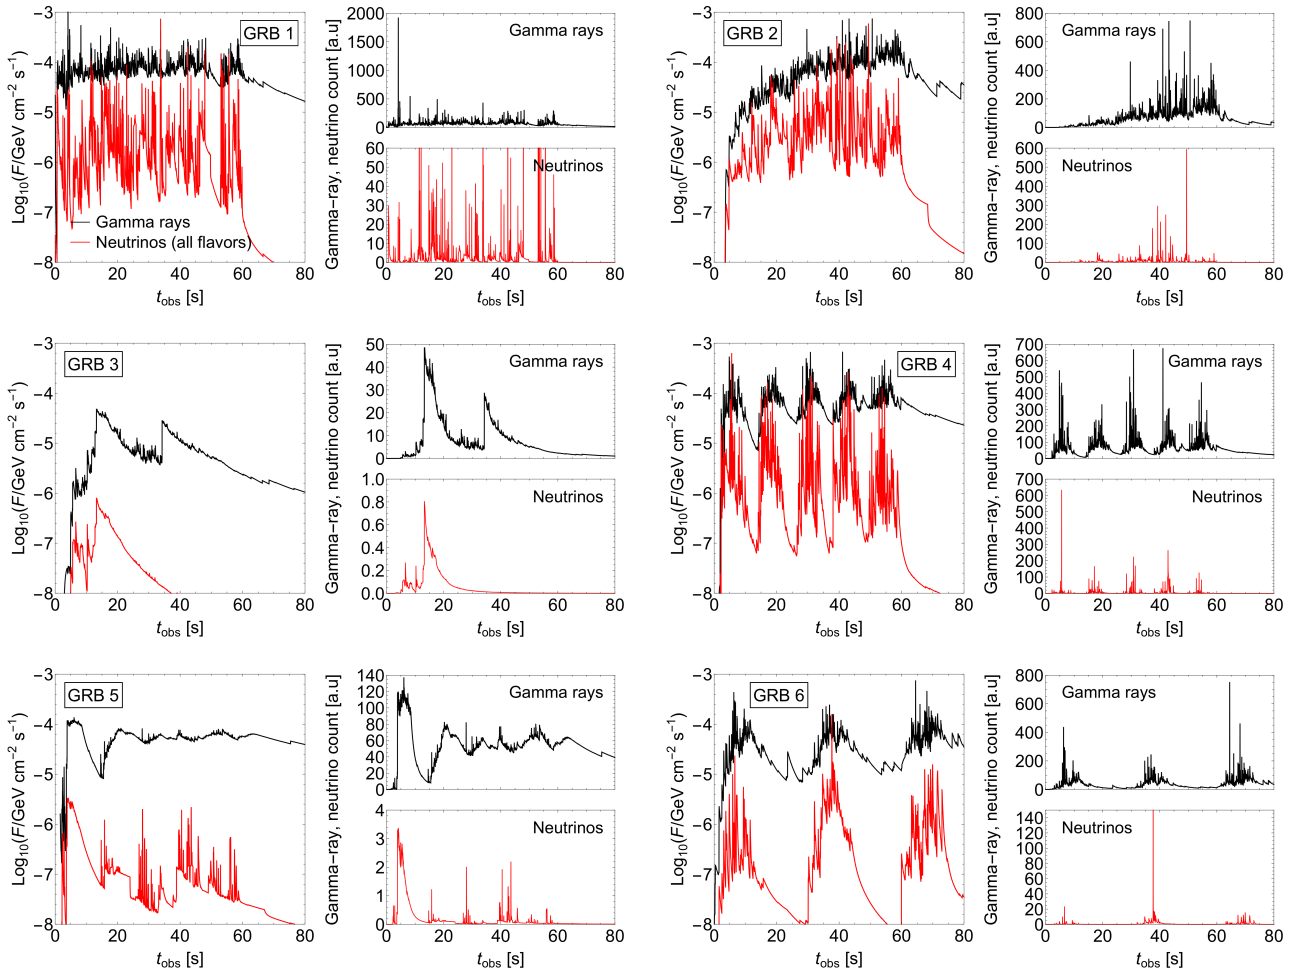 GRB 1
Log10(F/GeV cm−2 s−1)
−3
−4
−5
−6
−7
−8
Gamma rays
Neutrinos (all flavors)
0 20 40 60 80
tobs [s]
Gamma−ray, neutrino count [a.u]
2000
1500
1000
500
0
Gamma rays
60
50
40
30
20
10
0
Neutrinos
0 20 40 60 80
tobs [s]
GRB 2
Log10(F/GeV cm−2 s−1)
−3
−4
−5
−6
−7
−8
0 20 40 60 80
tobs [s]
Gamma−ray, neutrino count [a.u]
800
600
400
200
0
Gamma rays
600
500
400
300
200
100
0
Neutrinos
0 20 40 60 80
tobs [s]
GRB 3
Log10(F/GeV cm−2 s−1)
−3
−4
−5
−6
−7
−8
0 20 40 60 80
tobs [s]
Gamma−ray, neutrino count [a.u]
50
40
30
20
10
0
Gamma rays
1.0
0.8
0.6
0.4
0.2
0.0
Neutrinos
0 20 40 60 80
tobs [s]
GRB 4
Log10(F/GeV cm−2 s−1)
−3
−4
−5
−6
−7
−8
0 20 40 60 80
tobs [s]
Gamma−ray, neutrino count [a.u]
700
600
500
400
300
200
100
0
Gamma rays
700
600
500
400
300
200
100
0
Neutrinos
0 20 40 60 80
tobs [s]
GRB 5
Log10(F/GeV cm−2 s−1)
−3
−4
−5
−6
−7
−8
0 20 40 60 80
tobs [s]
Gamma−ray, neutrino count [a.u]
140
120
100
80
60
40
20
0
Gamma rays
4
3
2
1
0
Neutrinos
0 20 40 60 80
tobs [s]
GRB 6
Log10(F/GeV cm−2 s−1)
−3
−4
−5
−6
−7
−8
0 20 40 60 80
tobs [s]
Gamma−ray, neutrino count [a.u]
800
600
400
200
0
Gamma rays
140
120
100
80
60
40
20
0
Neutrinos
0 20 40 60 80
tobs [s]